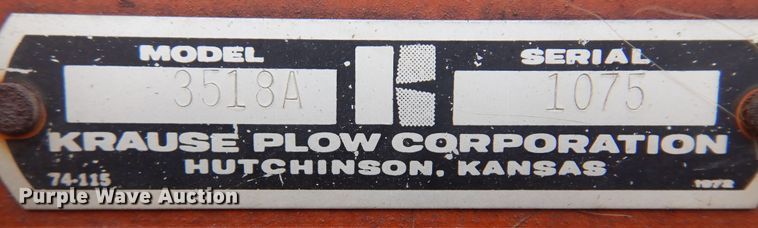 MODEL SERIAL
3518A 1075
KRAUSE PLOW CORPORATION
HUTCHINSON, KANSAS
74-115 1972
Purple Wave Auction